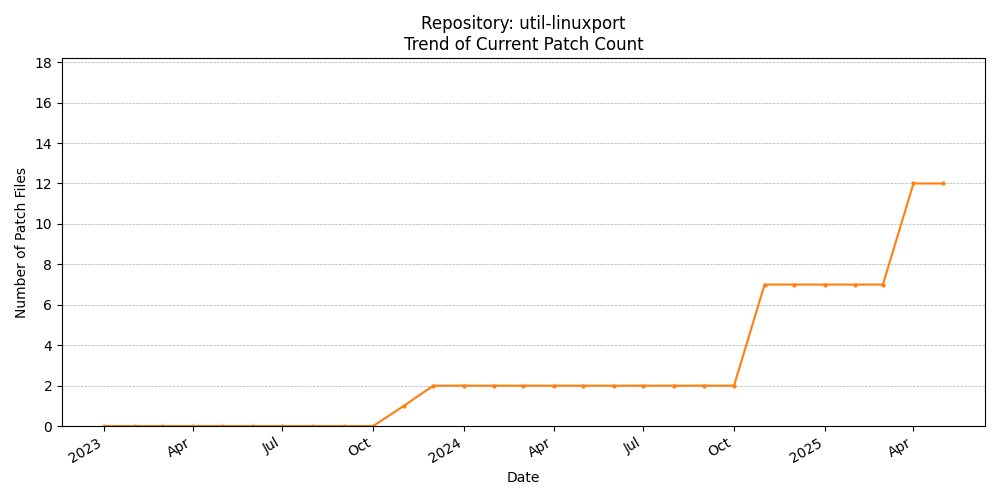 Repository: util-linuxport
Trend of Current Patch Count
Number of Patch Files
18
16
14
12
10
8
6
4
2
0
2023
Apr
Jul
Oct
2024
Apr
Jul
Oct
2025
Apr
Date